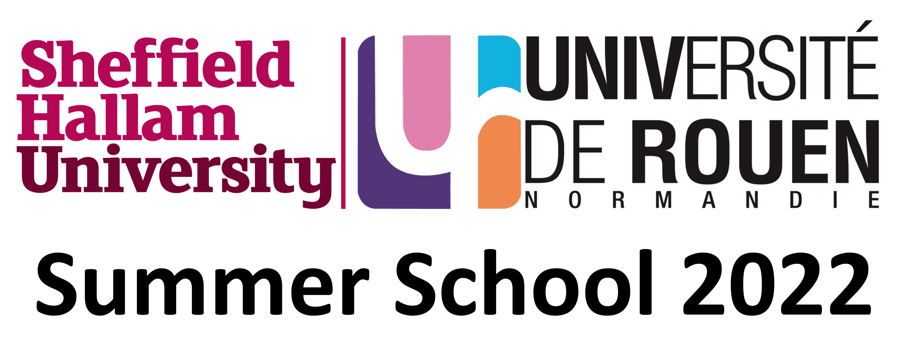 Sheffield
Hallam
University
UNIVERSITÉ
DE ROUEN
NORMANDIE
Summer School 2022